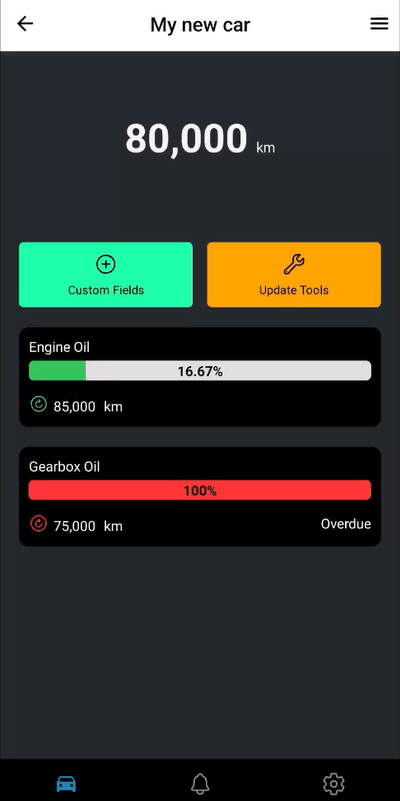 My new car
80,000 km
Custom Fields
Update Tools
Engine Oil
16.67%
85,000 km
Gearbox Oil
100%
75,000 km
Overdue